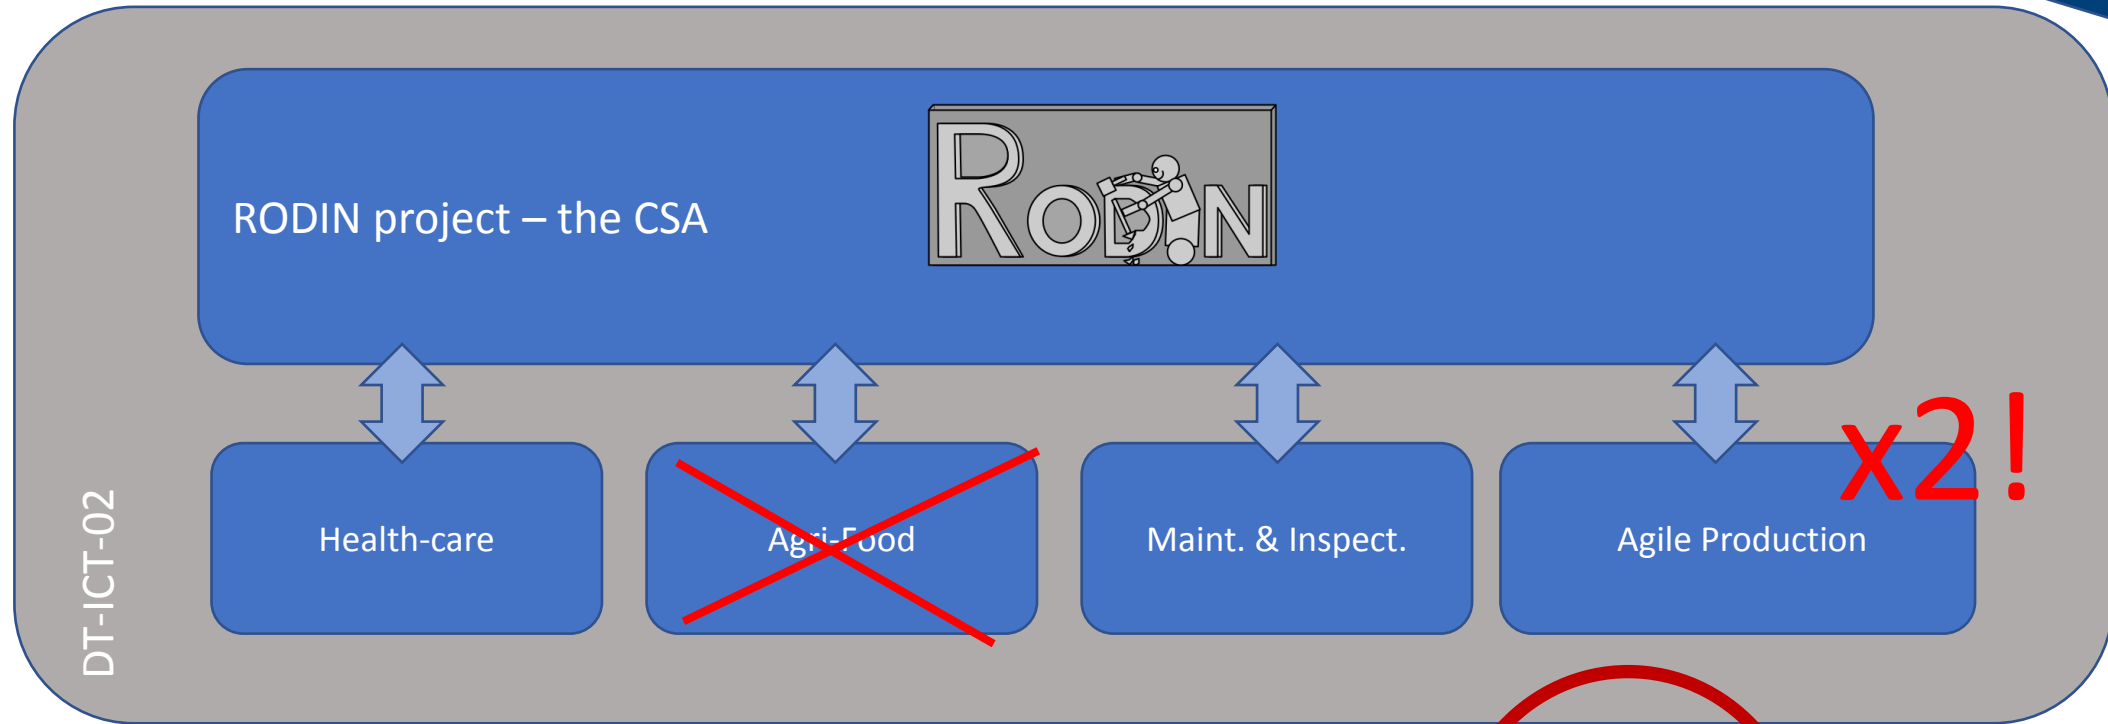 RODIN project – the CSA
RODIN
x2!
Health-care
Agri-Food
Maint. & Inspect.
Agile Production
DT-ICT-02